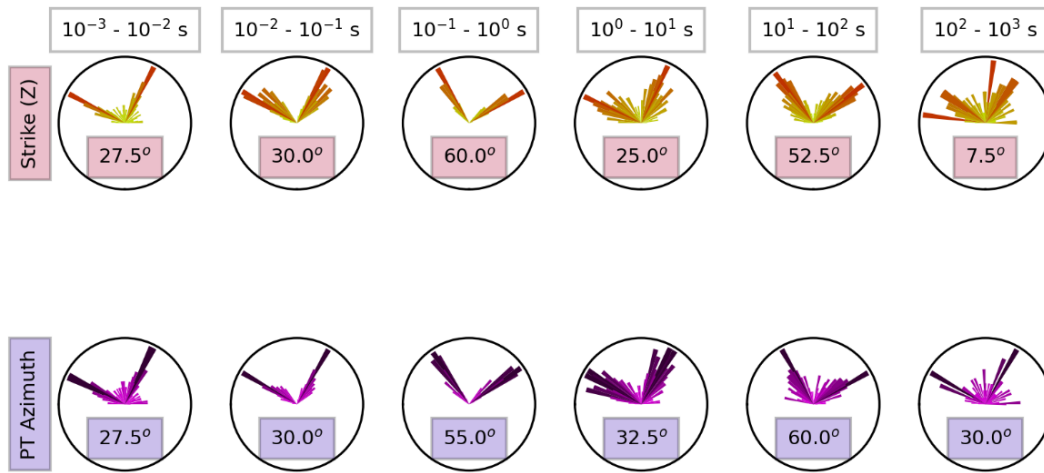 10⁻³ - 10⁻² s
10⁻² - 10⁻¹ s
10⁻¹ - 10⁰ s
10⁰ - 10¹ s
10¹ - 10² s
10² - 10³ s
Strike (Z)
27.5°
30.0°
60.0°
25.0°
52.5°
7.5°
PT Azimuth
27.5°
30.0°
55.0°
32.5°
60.0°
30.0°